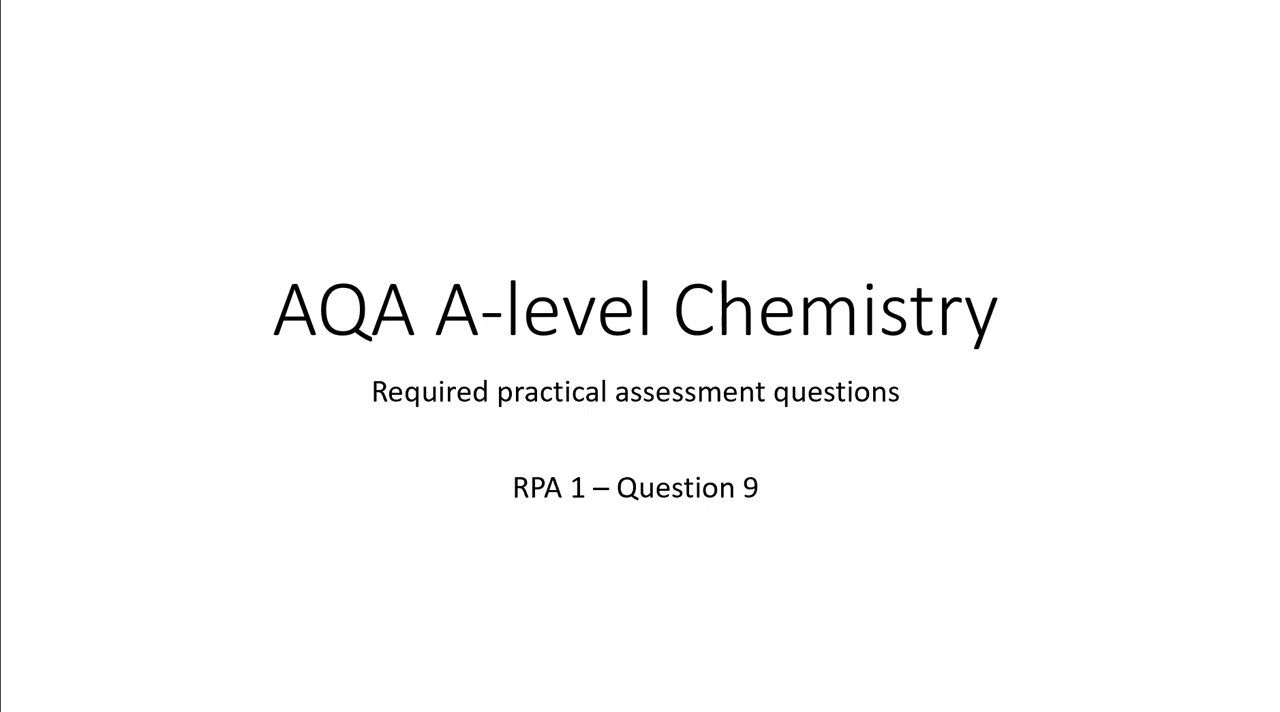 AQA A-level Chemistry
Required practical assessment questions
RPA 1 – Question 9